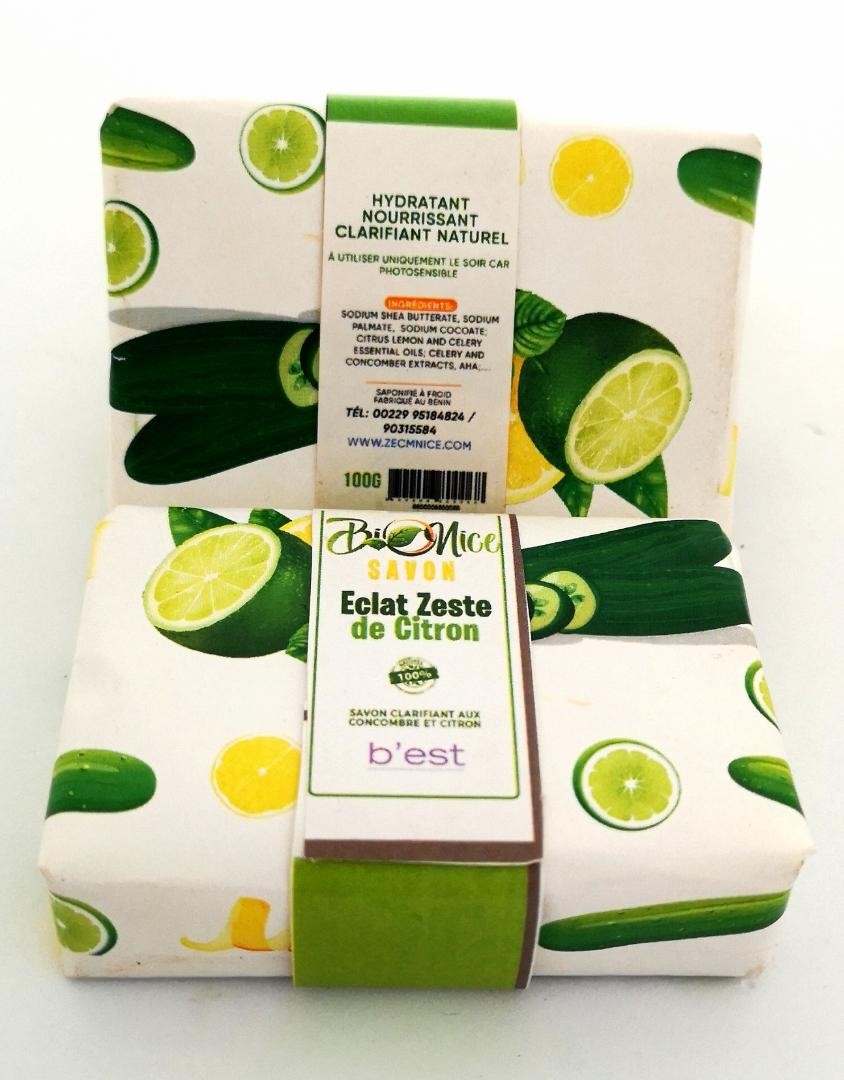 HYDRATANT
NOURRISSANT
CLARIFIANT NATUREL
À UTILISER UNIQUEMENT LE SOIR CAR
PHOTOSENSIBLE
INGRÉDIENTS:
SODIUM SHEA BUTTERATE, SODIUM
PALMATE, SODIUM COCOATE;
CITRUS LEMON AND CELERY
ESSENTIAL OILS; CELERY AND
CONCOMBER EXTRACTS, AHA;....
SAPONIFIÉ À FROID
FABRIQUÉ AU BÉNIN
TÉL: 00229 95184824 /
90315584
WWW.ZECMNICE.COM
100G
BiONice
SAVON
Eclat Zeste
de Citron
100%
SAVON CLARIFIANT AUX
CONCOMBRE ET CITRON
b'est